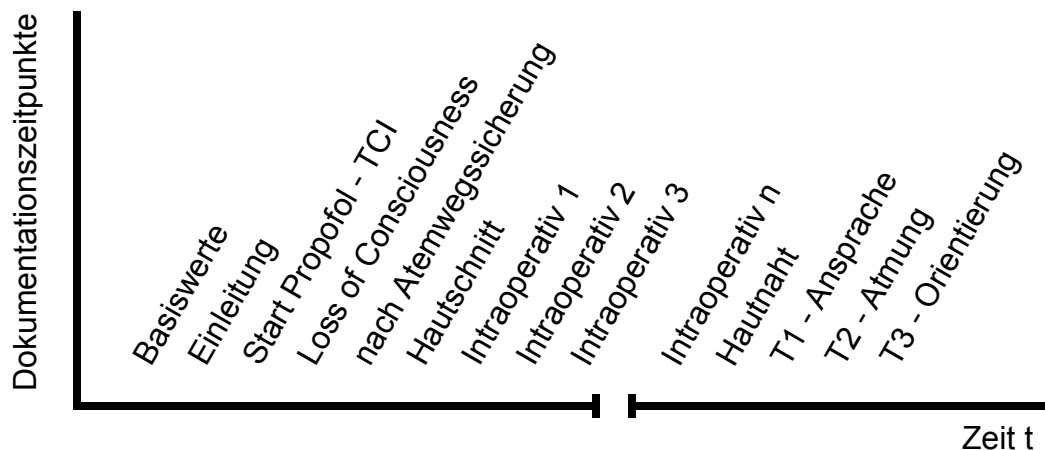 Dokumentationszeitpunkte
Basiswerte
Einleitung
Start Propofol - TCI
Loss of Consciousness
nach Atemwegssicherung
Hautschnitt
Intraoperativ 1
Intraoperativ 2
Intraoperativ 3
Intraoperativ n
Hautnaht
T1 - Ansprache
T2 - Atmung
T3 - Orientierung
Zeit t